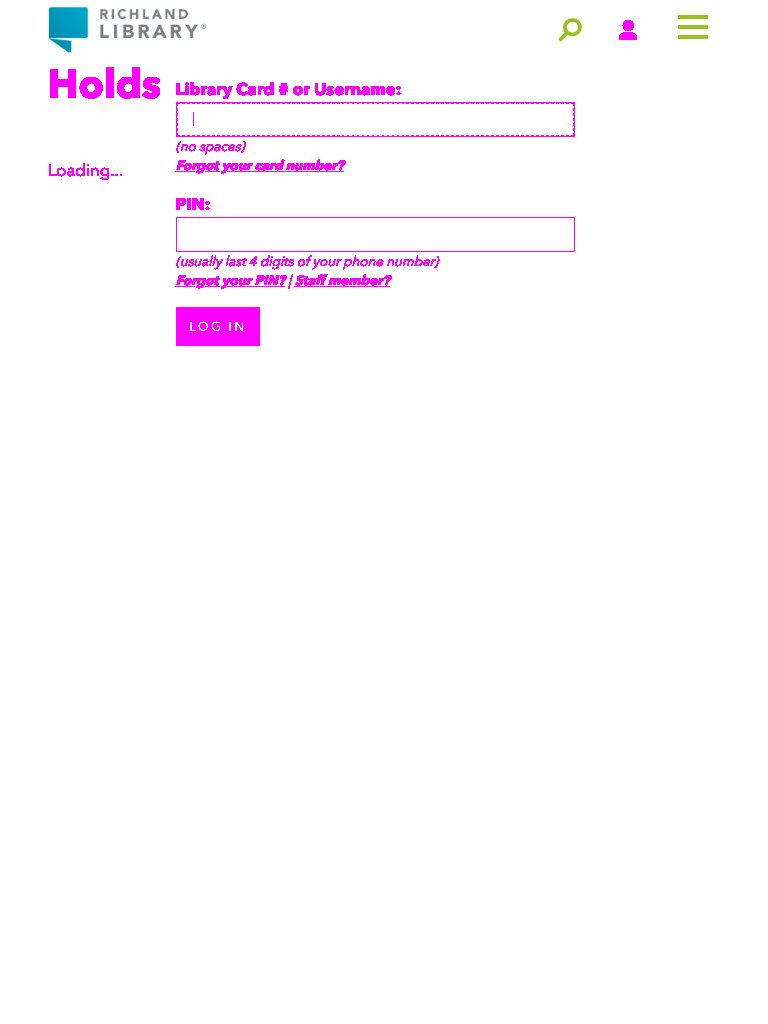 RICHLAND
LIBRARY®
Holds
Library Card # or Username:
(no spaces)
Forgot your card number?
Loading...
PIN:
(usually last 4 digits of your phone number)
Forgot your PIN? | Staff member?
LOG IN